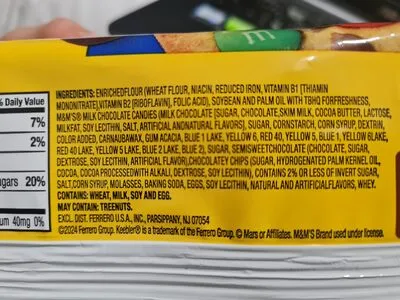 m
% Daily Value
7%
2%
ugars 20%
um 40mg 0%
INGREDIENTS: ENRICHEDFLOUR (WHEAT FLOUR, NIACIN, REDUCED IRON, VITAMIN B1 [THIAMIN
MONONITRATE],VITAMIN B2 [RIBOFLAVIN], FOLIC ACID), SOYBEAN AND PALM OIL WITH TBHQ FORFRESHNESS,
M&M'S® MILK CHOCOLATE CANDIES (MILK CHOCOLATE [SUGAR, CHOCOLATE,SKIM MILK, COCOA BUTTER, LACTOSE,
MILKFAT, SOY LECITHIN, SALT, ARTIFICIAL ANDNATURAL FLAVORS], SUGAR, CORNSTARCH, CORN SYRUP, DEXTRIN,
COLOR ADDED, CARNAUBAWAX, GUM ACACIA, BLUE 1 LAKE, YELLOW 6, RED 40, YELLOW 5, BLUE 1, YELLOW 6LAKE,
RED 40 LAKE, YELLOW 5 LAKE, BLUE 2 LAKE, BLUE 2), SUGAR, SEMISWEETCHOCOLATE (CHOCOLATE, SUGAR,
DEXTROSE, SOY LECITHIN, ARTIFICIAL FLAVOR),CHOCOLATEY CHIPS (SUGAR, HYDROGENATED PALM KERNEL OIL,
COCOA, COCOA PROCESSEDWITH ALKALI, DEXTROSE, SOY LECITHIN), CONTAINS 2% OR LESS OF INVERT SUGAR,
SALT,CORN SYRUP, MOLASSES, BAKING SODA, EGGS, SOY LECITHIN, NATURAL AND ARTIFICIALFLAVORS, WHEY.
CONTAINS: WHEAT, MILK, SOY AND EGG.
MAY CONTAIN: TREENUTS.
EXCL. DIST. FERRERO U.S.A., INC., PARSIPPANY, NJ 07054
©2024 Ferrero Group. Keebler® is a trademark of the Ferrero Group. © Mars or Affiliates. M&M'S Brand used under license.